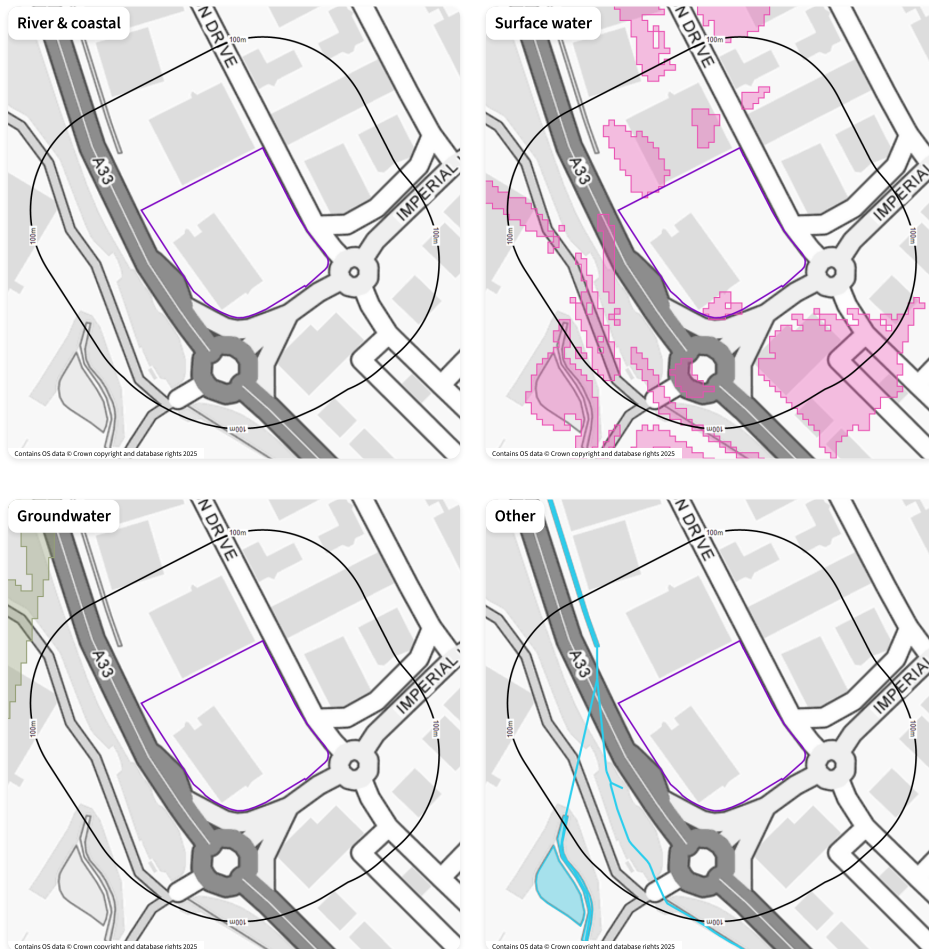 River & coastal
N DRIVE
100m
A33
IMPERIAL
100m
100m
100m
Contains OS data © Crown copyright and database rights 2025
Surface water
N DRIVE
100m
A33
IMPERIAL
100m
100m
100m
Contains OS data © Crown copyright and database rights 2025
Groundwater
N DRIVE
100m
A33
IMPERIAL
100m
100m
100m
Contains OS data © Crown copyright and database rights 2025
Other
N DRIVE
100m
A33
IMPERIAL
100m
100m
100m
Contains OS data © Crown copyright and database rights 2025